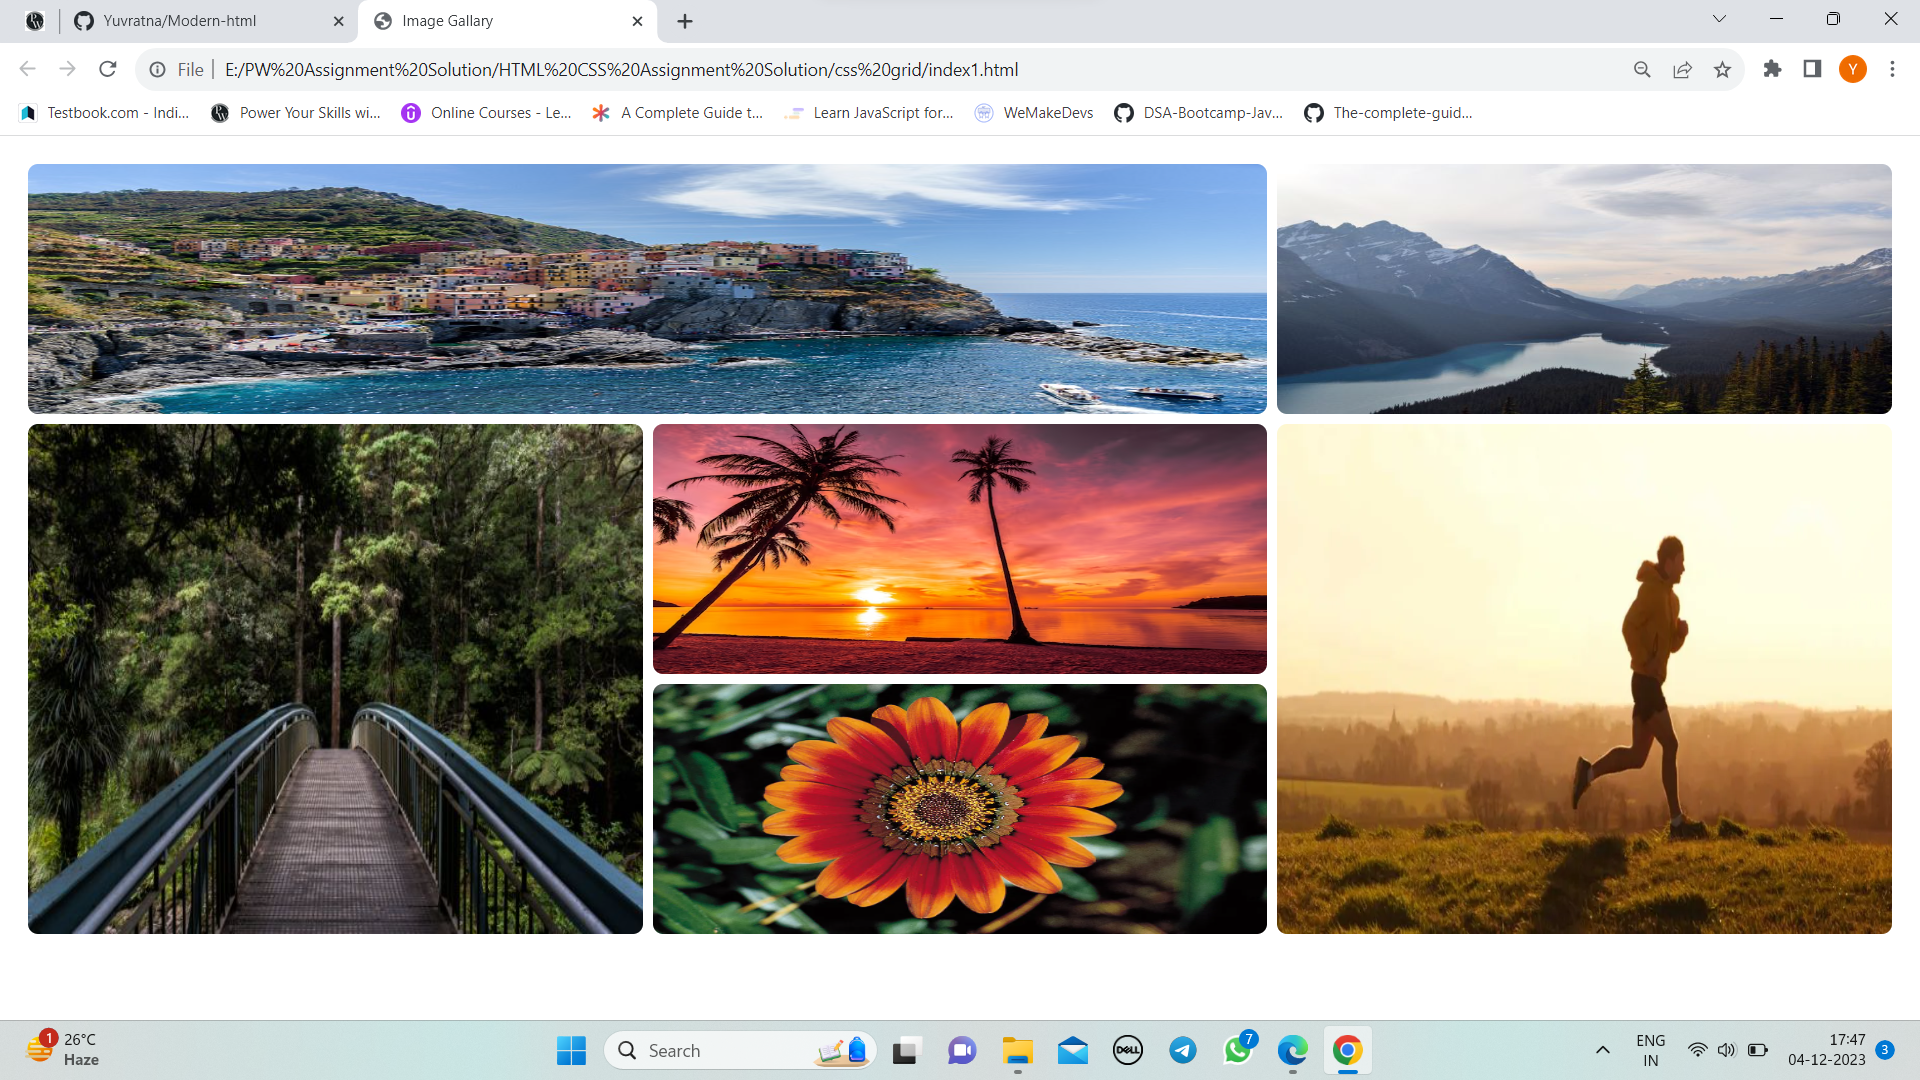 Yuvratna/Modern-html
Image Gallary
File
E:/PW%20Assignment%20Solution/HTML%20CSS%20Assignment%20Solution/css%20grid/index1.html
Y
Testbook.com - Indi...
Power Your Skills wi...
Online Courses - Le...
A Complete Guide t...
Learn JavaScript for...
WeMakeDevs
DSA-Bootcamp-Jav...
The-complete-guid...
1
26°C
Haze
Search
DELL
7
ENG
IN
17:47
04-12-2023
3